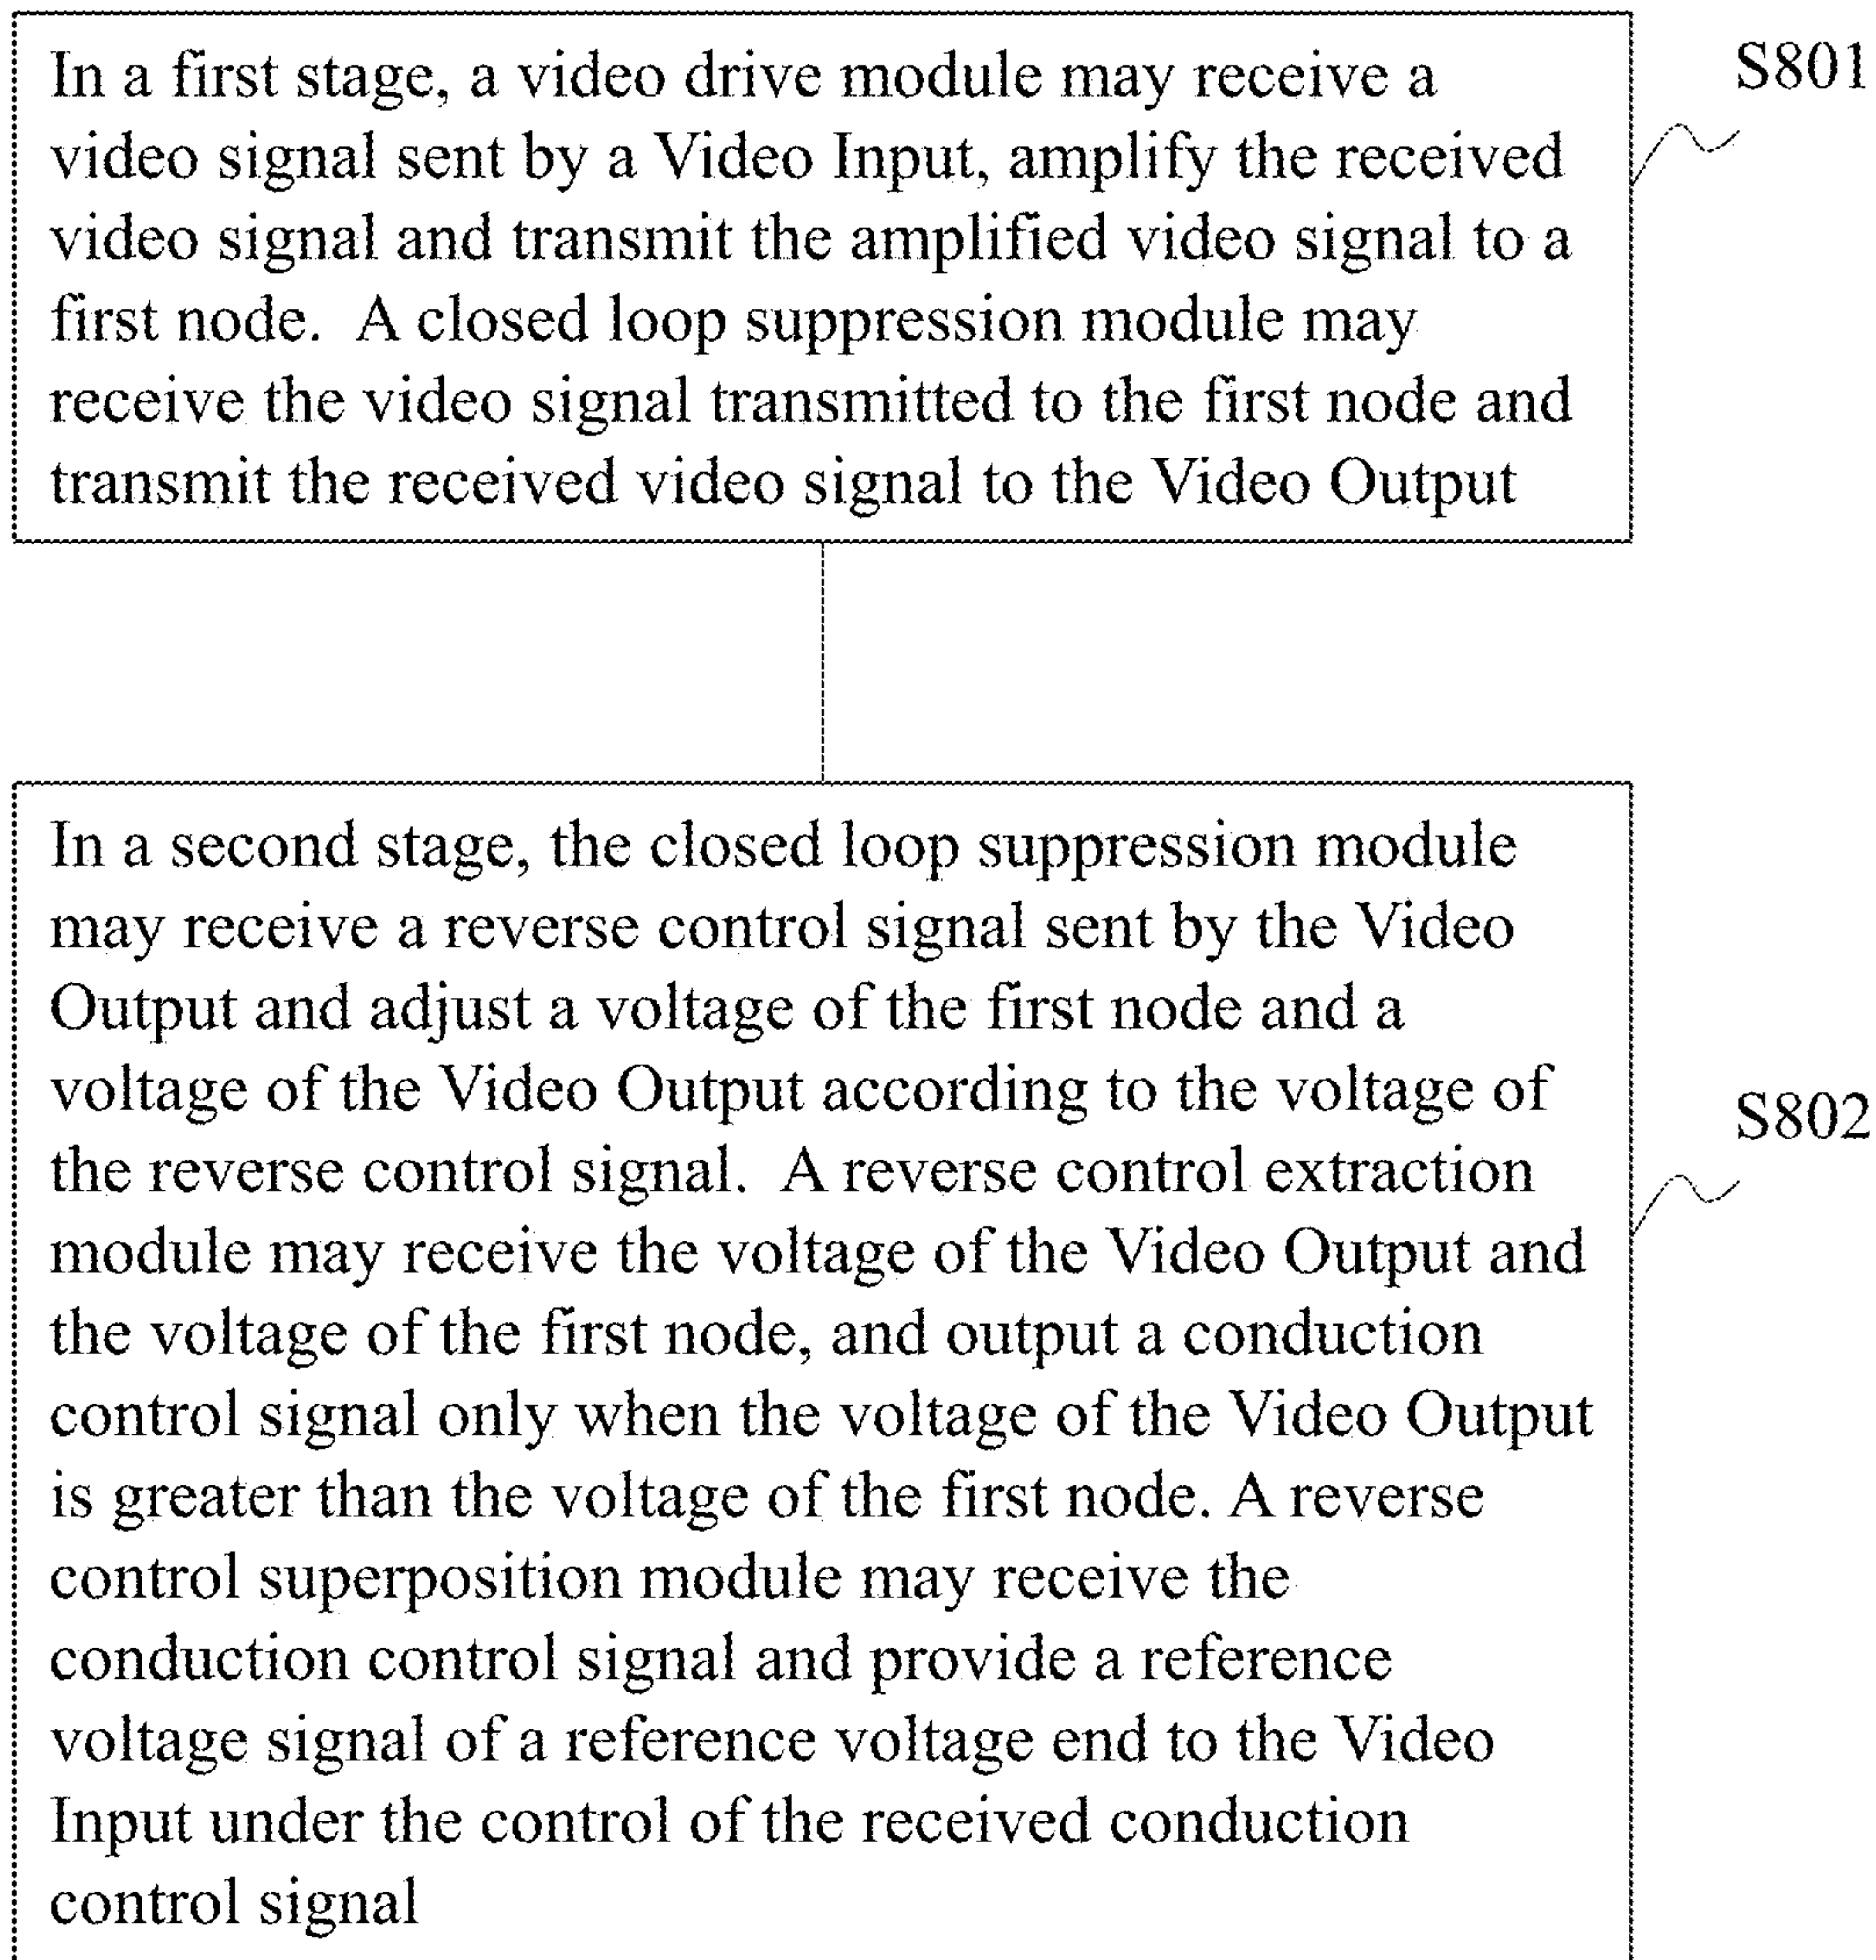 In a first stage, a video drive module may receive a
video signal sent by a Video Input, amplify the received
video signal and transmit the amplified video signal to a
first node. A closed loop suppression module may
receive the video signal transmitted to the first node and
transmit the received video signal to the Video Output
S801
In a second stage, the closed loop suppression module
may receive a reverse control signal sent by the Video
Output and adjust a voltage of the first node and a
voltage of the Video Output according to the voltage of
the reverse control signal. A reverse control extraction
module may receive the voltage of the Video Output and
the voltage of the first node, and output a conduction
control signal only when the voltage of the Video Output
is greater than the voltage of the first node. A reverse
control superposition module may receive the
conduction control signal and provide a reference
voltage signal of a reference voltage end to the Video
Input under the control of the received conduction
control signal
S802